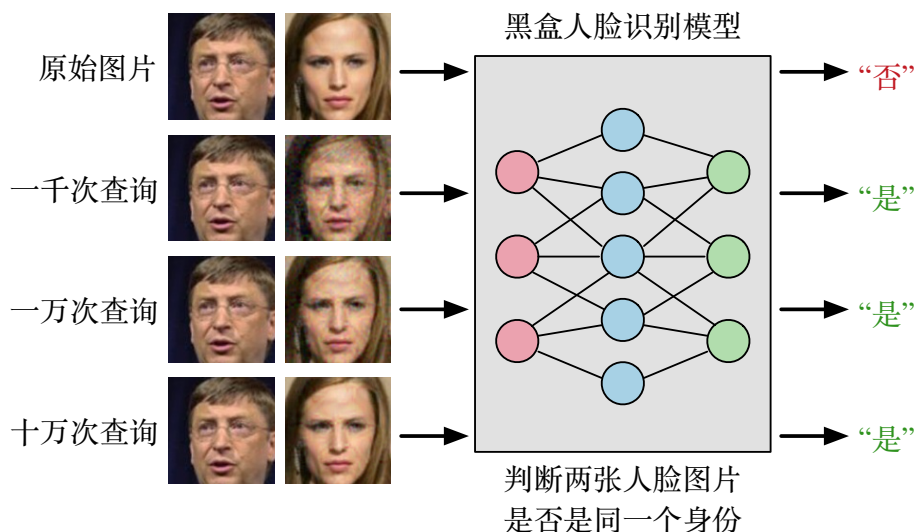 黑盒人脸识别模型
原始图片
“否”
一千次查询
“是”
一万次查询
“是”
十万次查询
“是”
判断两张人脸图片
是否是同一个身份